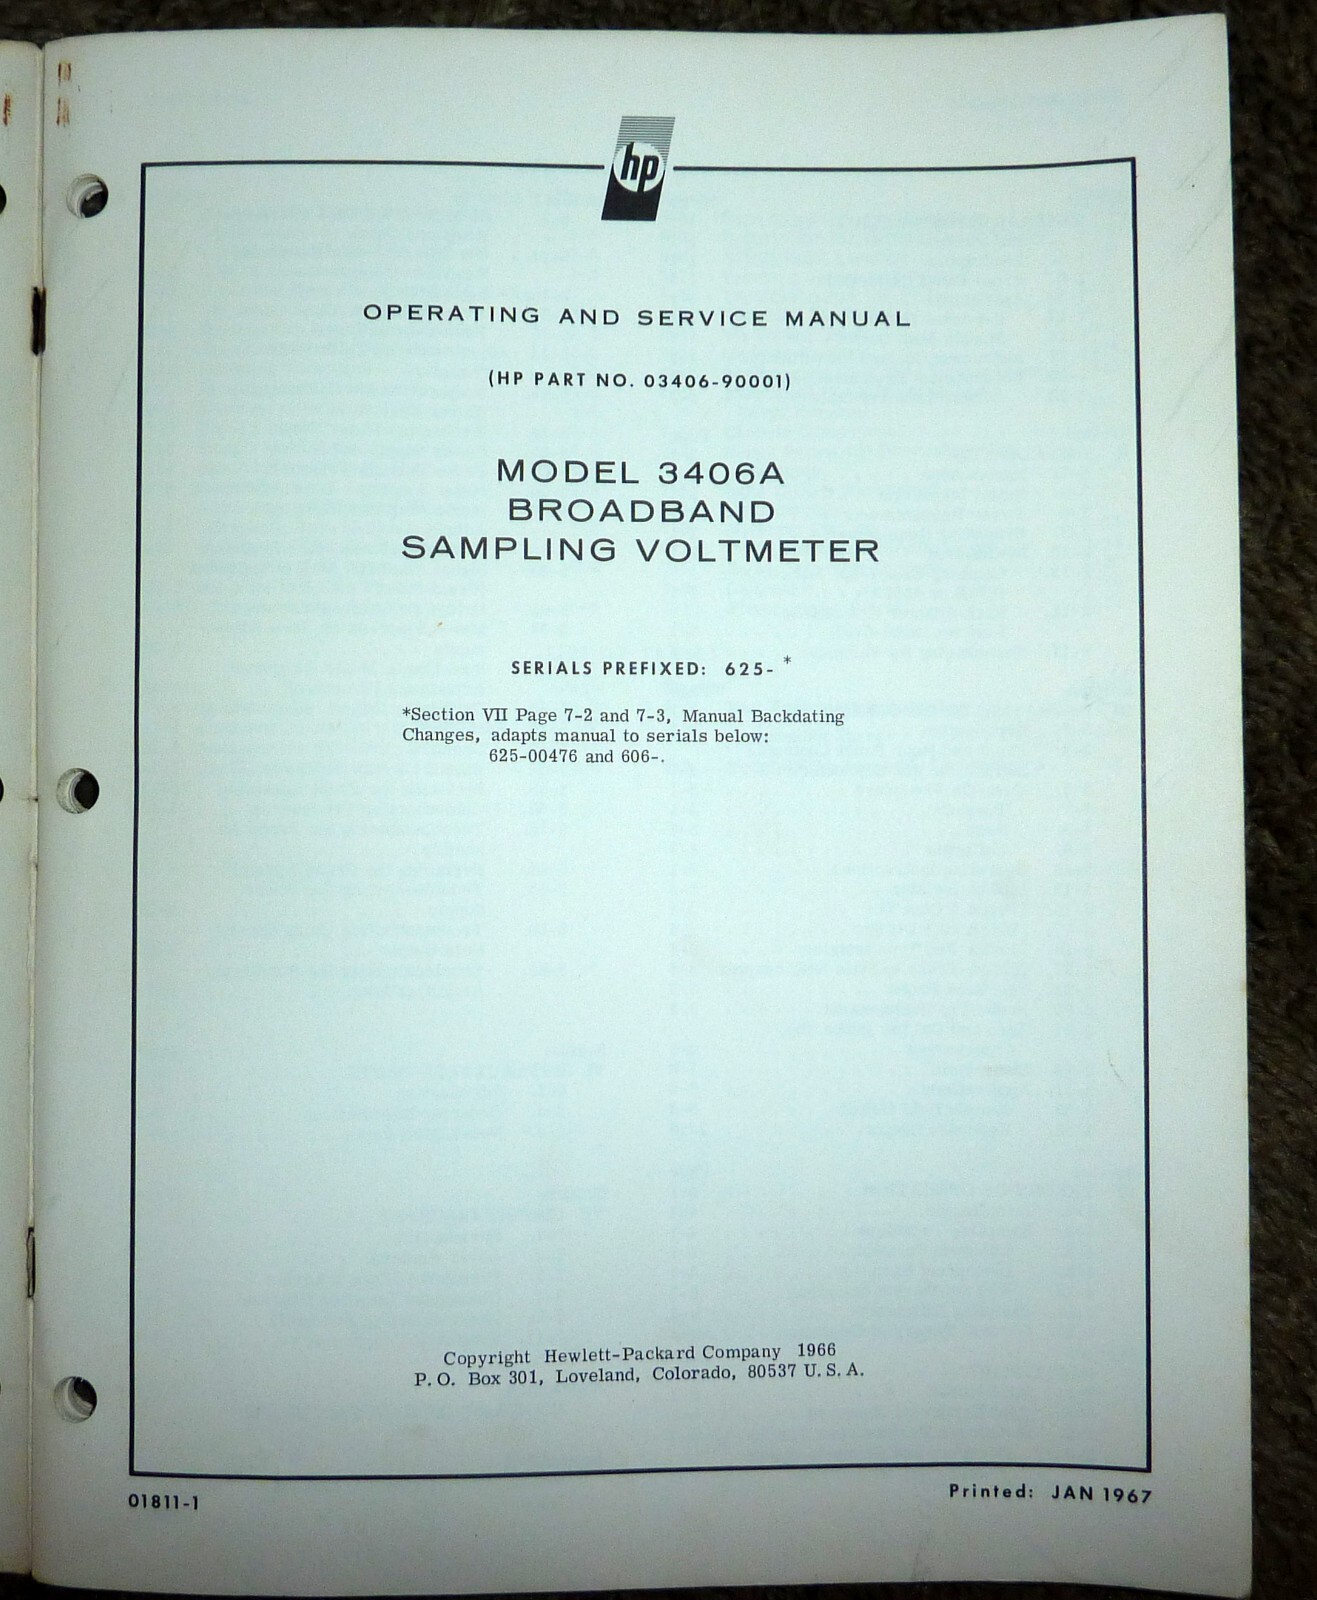 hp
OPERATING AND SERVICE MANUAL
(HP PART NO. 03406-90001)
MODEL 3406A
BROADBAND
SAMPLING VOLTMETER
SERIALS PREFIXED: 625- *
*Section VII Page 7-2 and 7-3, Manual Backdating
Changes, adapts manual to serials below:
625-00476 and 606-.
Copyright Hewlett-Packard Company 1966
P. O. Box 301, Loveland, Colorado, 80537 U. S. A.
01811-1
Printed: JAN 1967